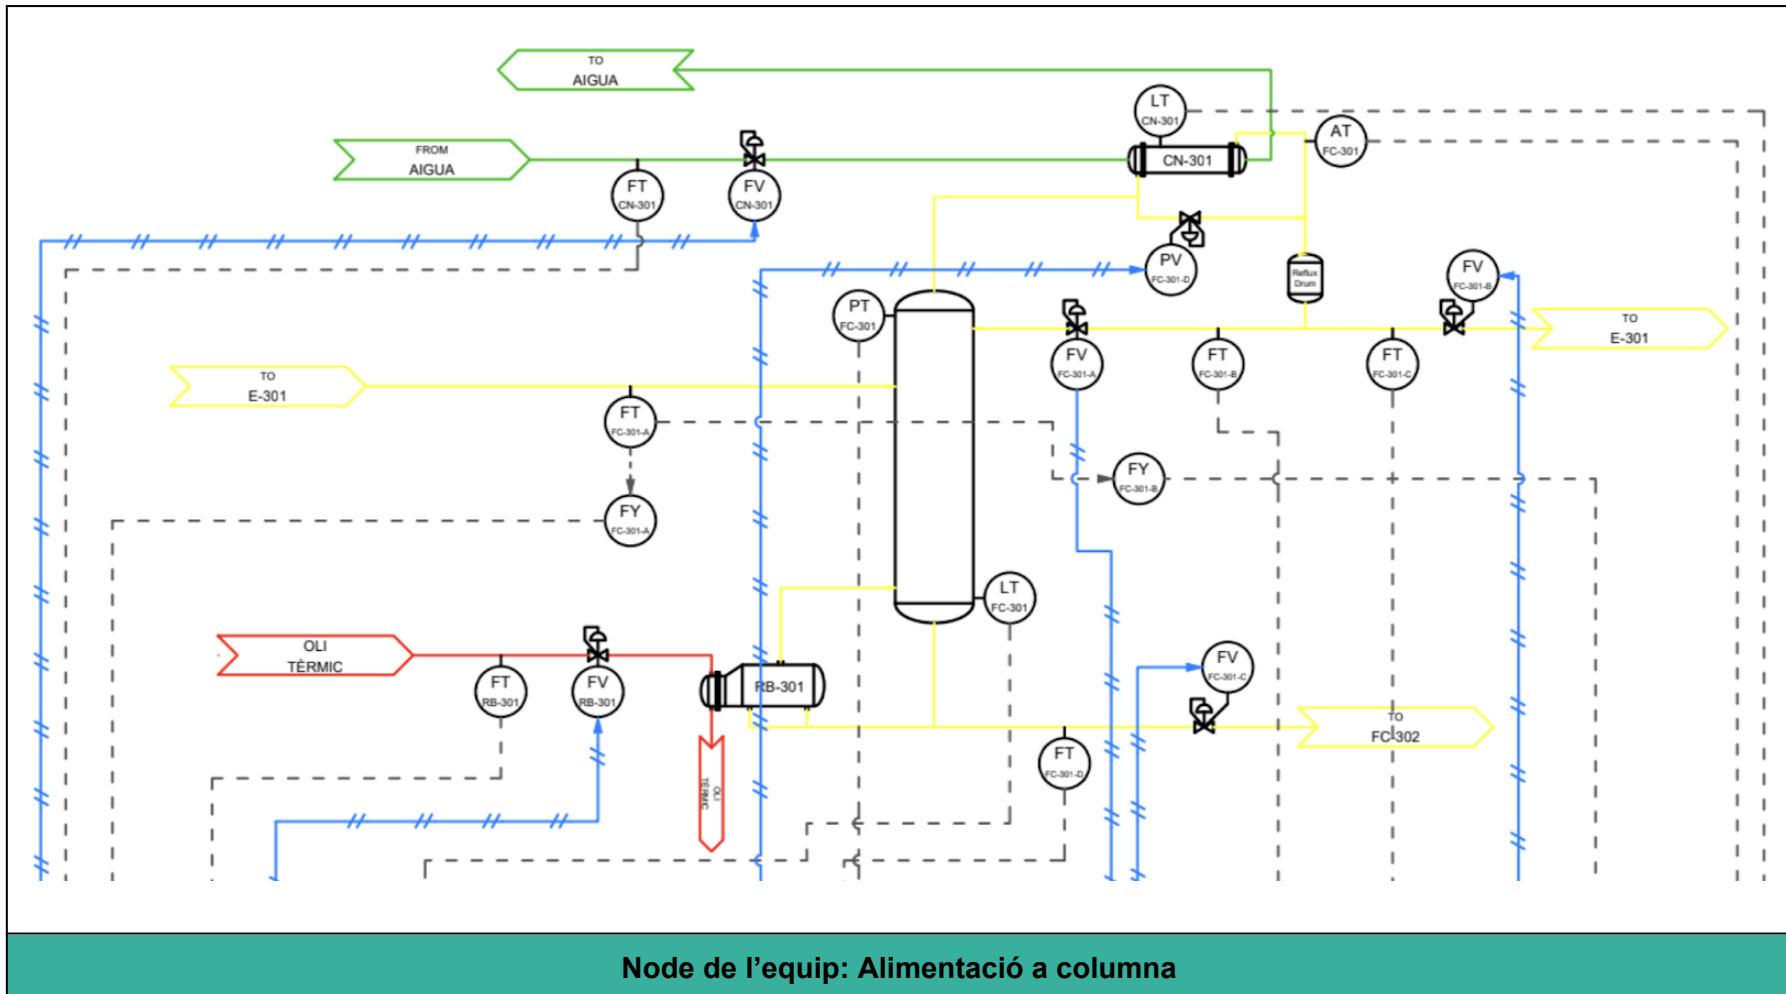 TO
AIGUA
LT
CN-301
AT
FC-301
FROM
AIGUA
CN-301
FT
CN-301
FV
CN-301
PV
FC-301-D
Reflux
Drum
FV
FC-301-B
PT
FC-301
TO
E-301
FV
FC-301-A
FT
FC-301-B
FT
FC-301-C
TO
E-301
FT
FC-301-A
FY
FC-301-B
FY
FC-301-A
LT
FC-301
OLI
TÈRMIC
FT
RB-301
FV
RB-301
RB-301
FV
FC-301-C
TO
FC-302
FT
FC-301-D
OLI
TÈRMIC
Node de l'equip: Alimentació a columna